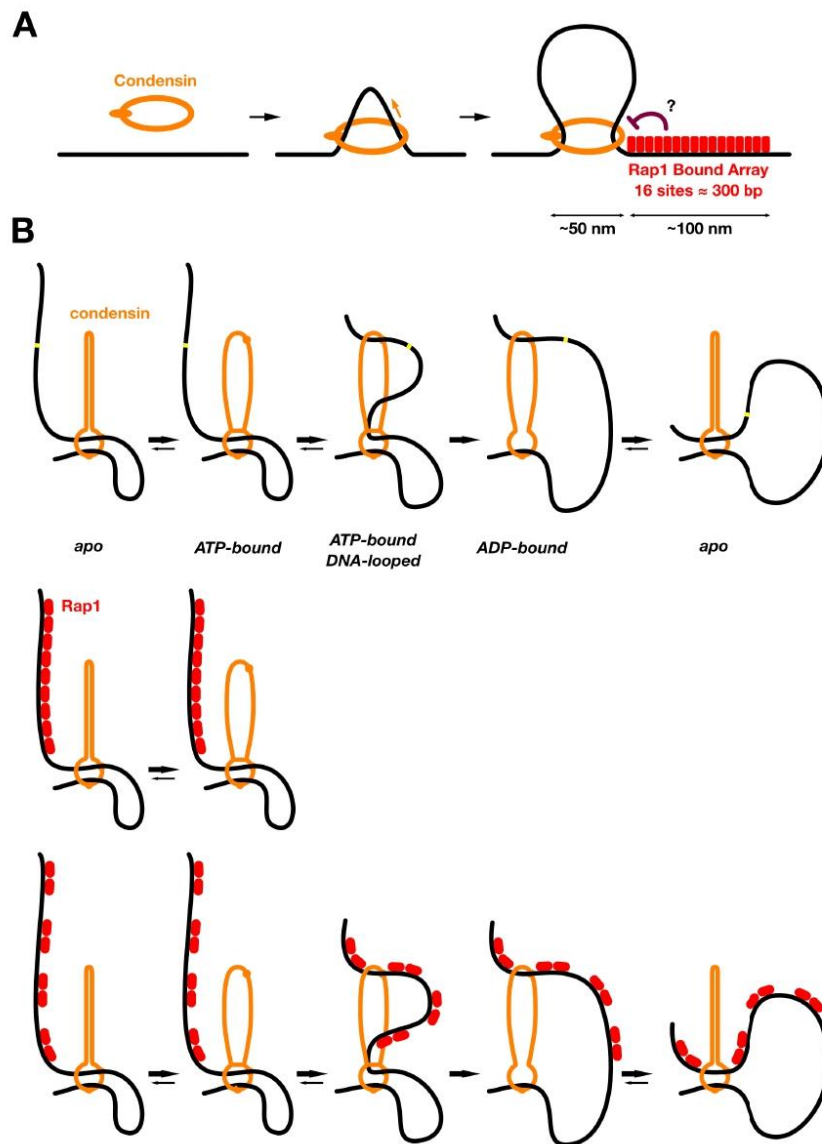 A
Condensin
?
Rap1 Bound Array
16 sites ≈ 300 bp
~50 nm
~100 nm
B
condensin
apo
ATP-bound
ATP-bound
DNA-looped
ADP-bound
apo
Rap1